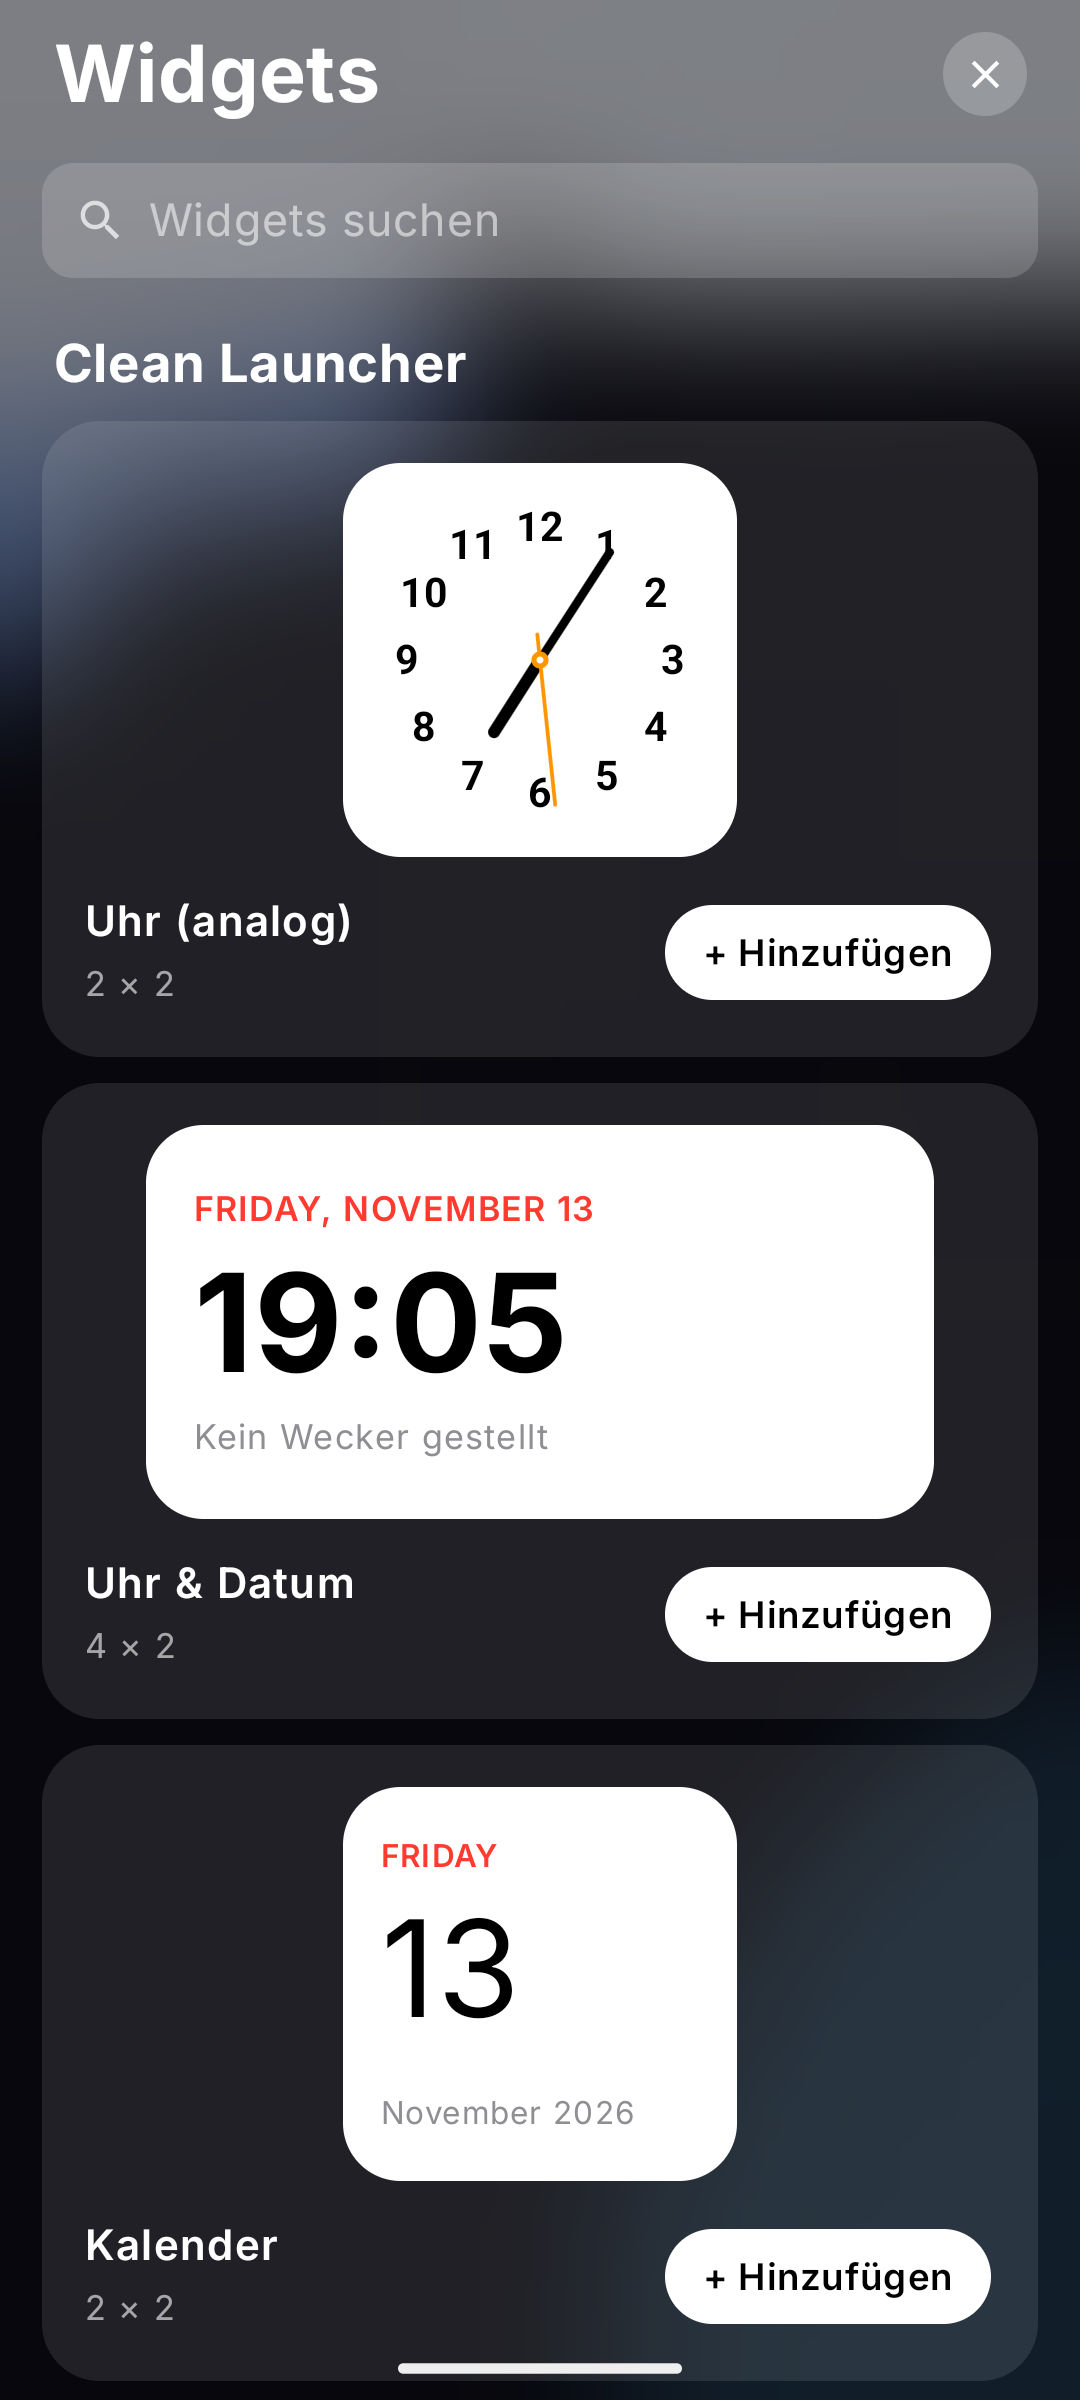 Widgets
Widgets suchen
Clean Launcher
12
11
1
10
2
9
3
8
4
7
5
6
Uhr (analog)
2 × 2
+ Hinzufügen
FRIDAY, NOVEMBER 13
19:05
Kein Wecker gestellt
Uhr & Datum
4 × 2
+ Hinzufügen
FRIDAY
13
November 2026
Kalender
2 × 2
+ Hinzufügen